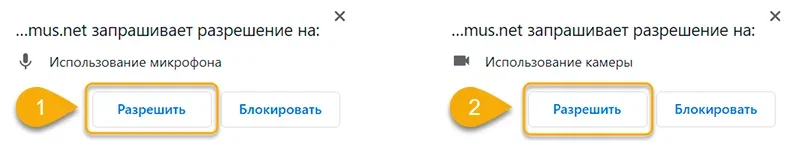 ...mus.net запрашивает разрешение на:
Использование микрофона
1
Разрешить
Блокировать
...mus.net запрашивает разрешение на:
Использование камеры
2
Разрешить
Блокировать